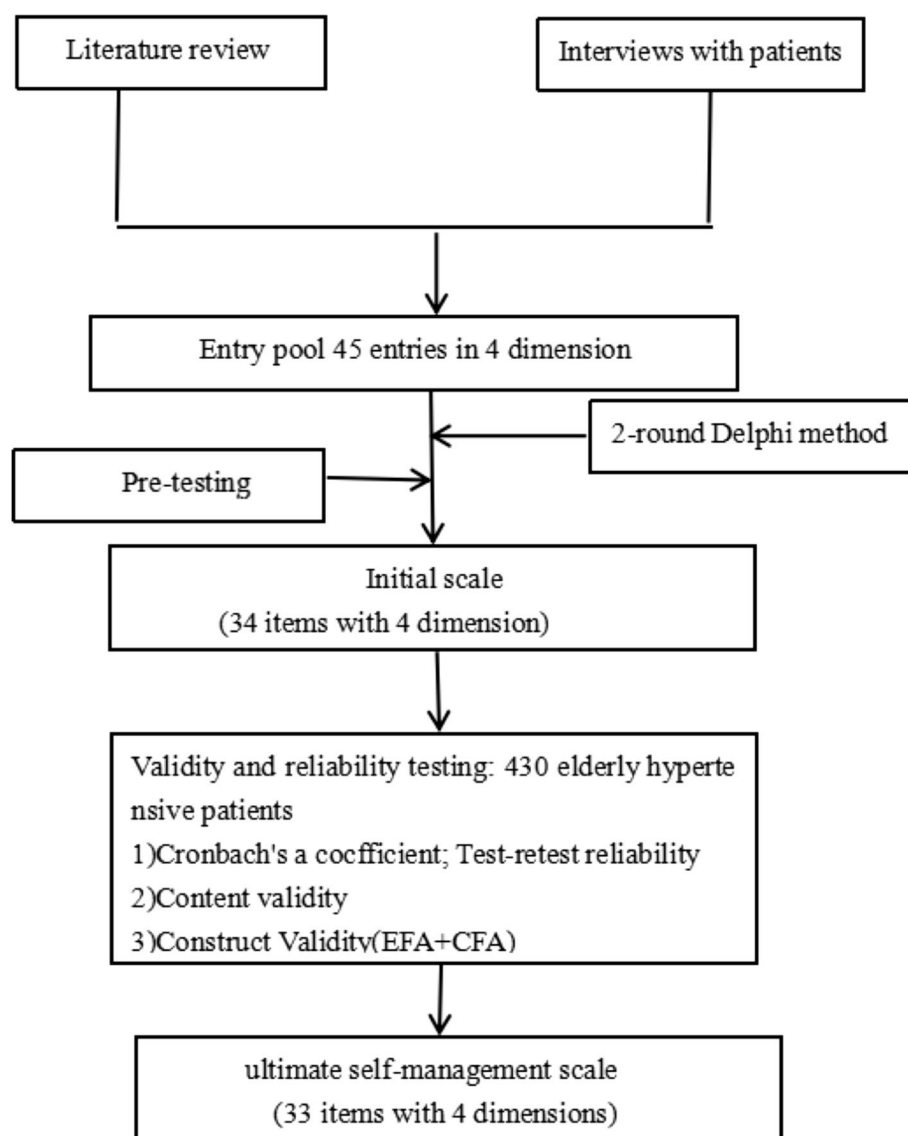 Literature review
Interviews with patients
Entry pool 45 entries in 4 dimension
2-round Delphi method
Pre-testing
Initial scale
(34 items with 4 dimension)
Validity and reliability testing: 430 elderly hyperte
nsive patients
1)Cronbach's a cocfficient; Test-retest reliability
2)Content validity
3)Construct Validity(EFA+CFA)
ultimate self-management scale
(33 items with 4 dimensions)